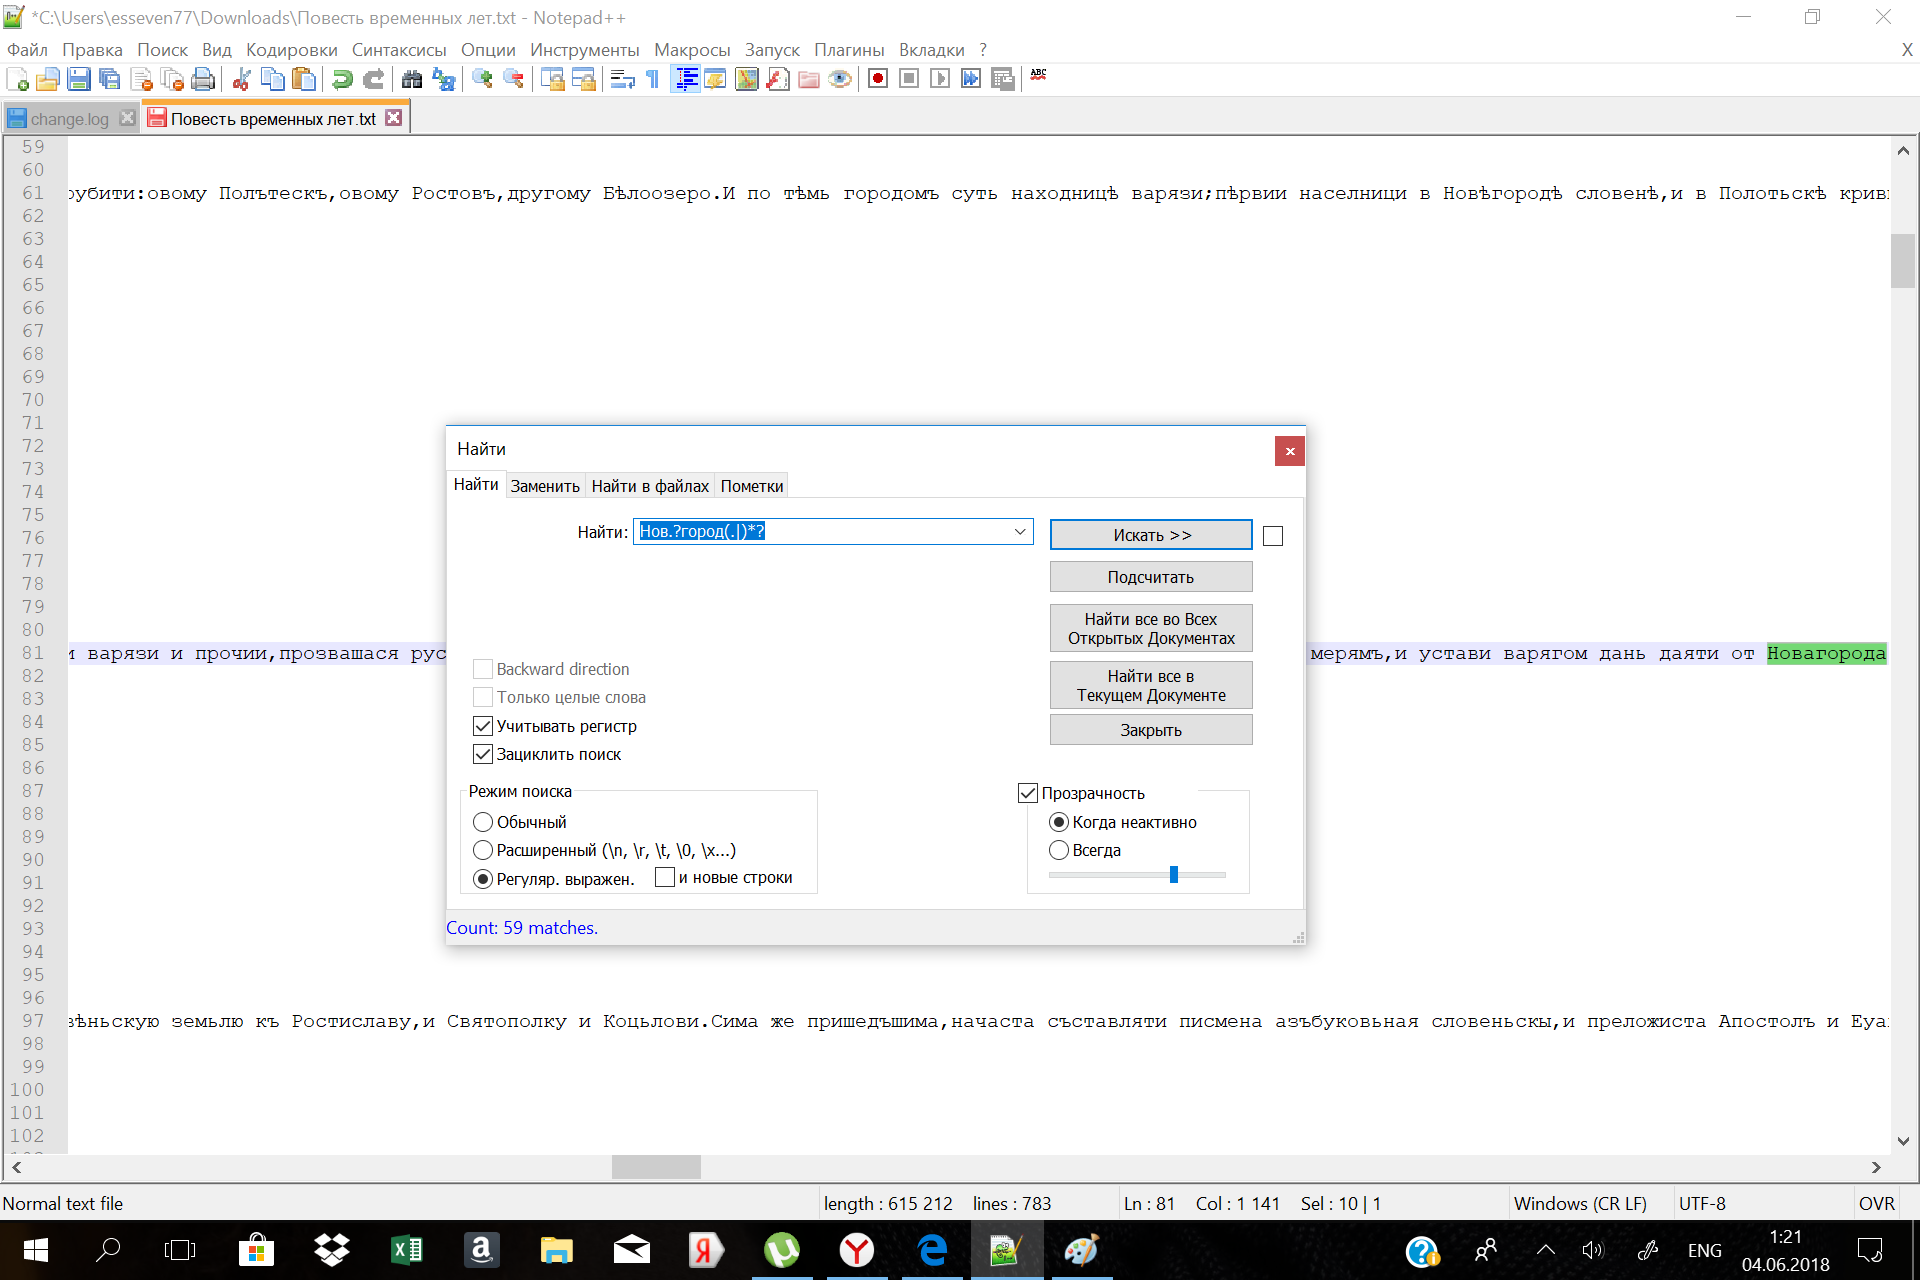 *C:\Users\esseven77\Downloads\Повесть временных лет.txt - Notepad++
Файл Правка Поиск Вид Кодировки Синтаксисы Опции Инструменты Макросы Запуск Плагины Вкладки ? X
ABC
change.log Повесть временных лет.txt
59
60
61 рубити:овому Полътескъ,овому Ростовъ,другому Бѣлоозеро.И по тѣмь городомъ суть находницѣ варязи;пѣрвии населници в Новѣгородѣ словенѣ,и в Полотьскѣ криви
62
63
64
65
66
67
68
69
70
71
72
73
74
75
76
77
78
79
80
81 и варязи и прочии,прозвашася рус мерямъ,и устави варягом дань даяти от Новагорода
82
83
84
85
86
87
88
89
90
91
92
93
94
95
96
97 вѣньскую земьлю къ Ростиславу,и Святополку и Коцьлови.Сима же пришедъшима,начаста съставляти писмена азъбуковьная словеньскы,и преложиста Апостолъ и Еуа
98
99
100
101
102
Найти
Найти Заменить Найти в файлах Пометки
Найти: Нов.?город(.|)*?
Искать >>
Подсчитать
Найти все во Всех
Открытых Документах
Найти все в
Текущем Документе
Закрыть
Backward direction
Только целые слова
Учитывать регистр
Зациклить поиск
Режим поиска
Обычный
Расширенный (\n, \r, \t, \0, \x...)
Регуляр. выражен. и новые строки
Прозрачность
Когда неактивно
Всегда
Count: 59 matches.
Normal text file length : 615 212 lines : 783 Ln : 81 Col : 1 141 Sel : 10 | 1 Windows (CR LF) UTF-8 OVR
ENG
1:21
04.06.2018